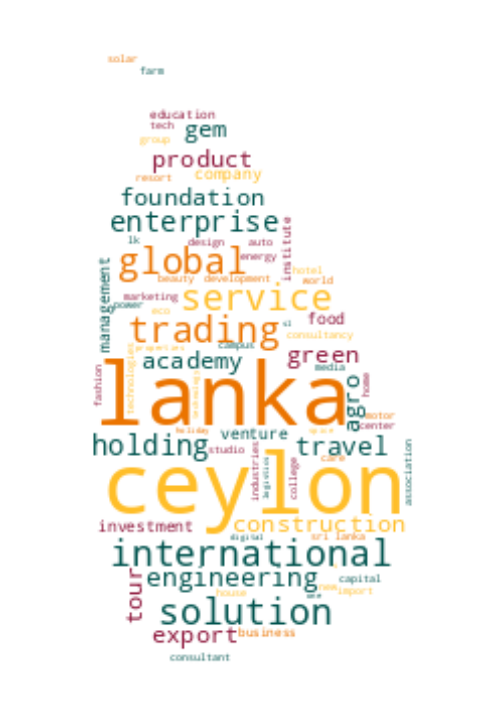 solar
farm
education
tech
gem
group
product
company
resort
foundation
enterprise
institute
lk
design
auto
energy
global
management
hotel
beauty
development
world
marketing
service
power
eco
food
trading
sl
consultancy
campus
green
academy
media
technologies
fashion
lanka
agro
home
motor
center
holiday
venture
holding
studio
travel
care
industries
logistics
college
association
ceylon
investment
construction
digital
sri lanka
international
engineering
capital
tour
new
import
house
one
solution
export
business
consultant